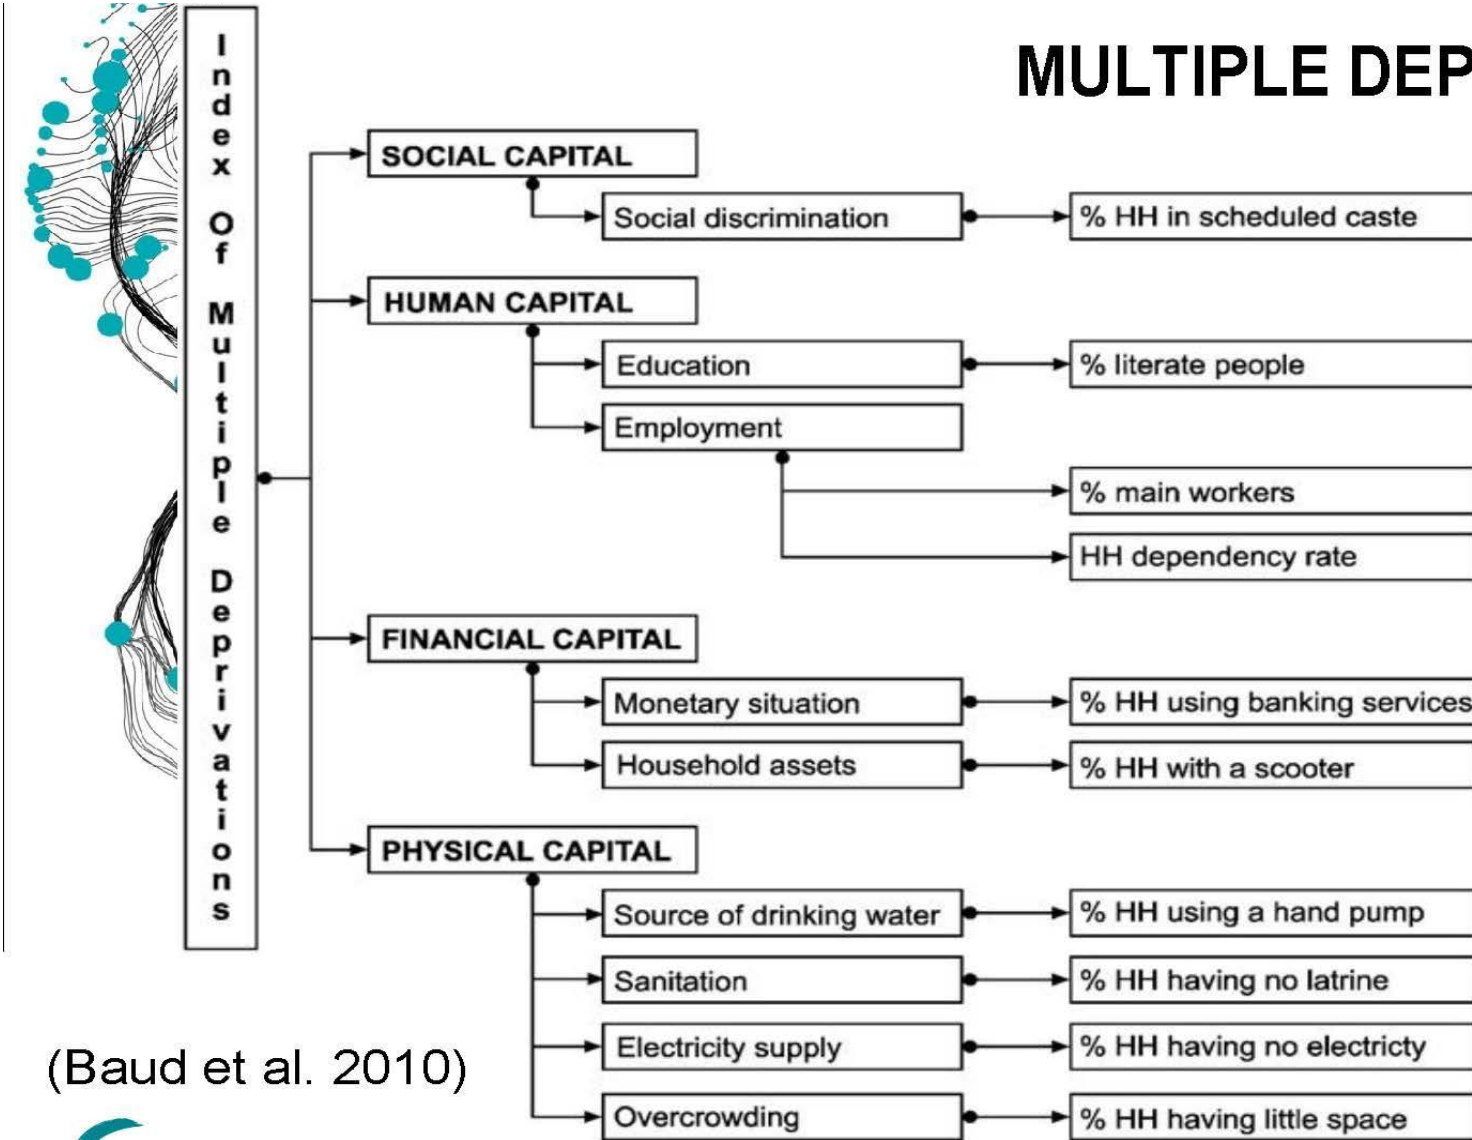 MULTIPLE DEP
Index Of Multiple Deprivations
SOCIAL CAPITAL
Social discrimination
% HH in scheduled caste
HUMAN CAPITAL
Education
% literate people
Employment
% main workers
HH dependency rate
FINANCIAL CAPITAL
Monetary situation
% HH using banking services
Household assets
% HH with a scooter
PHYSICAL CAPITAL
Source of drinking water
% HH using a hand pump
Sanitation
% HH having no latrine
Electricity supply
% HH having no electricty
Overcrowding
% HH having little space
(Baud et al. 2010)